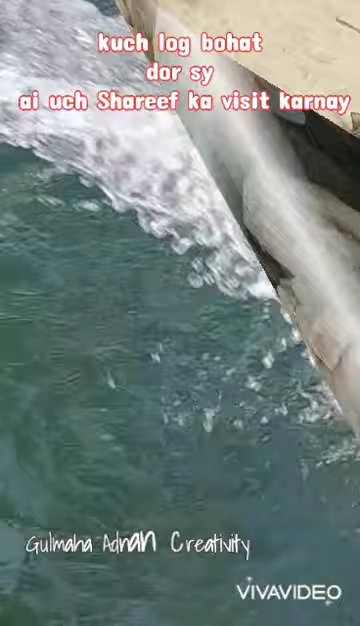 kuch log bohat
dor sy
ai uch Shareef ka visit karnay
Gulmaha Adnan Creativity
VIVAVIDEO